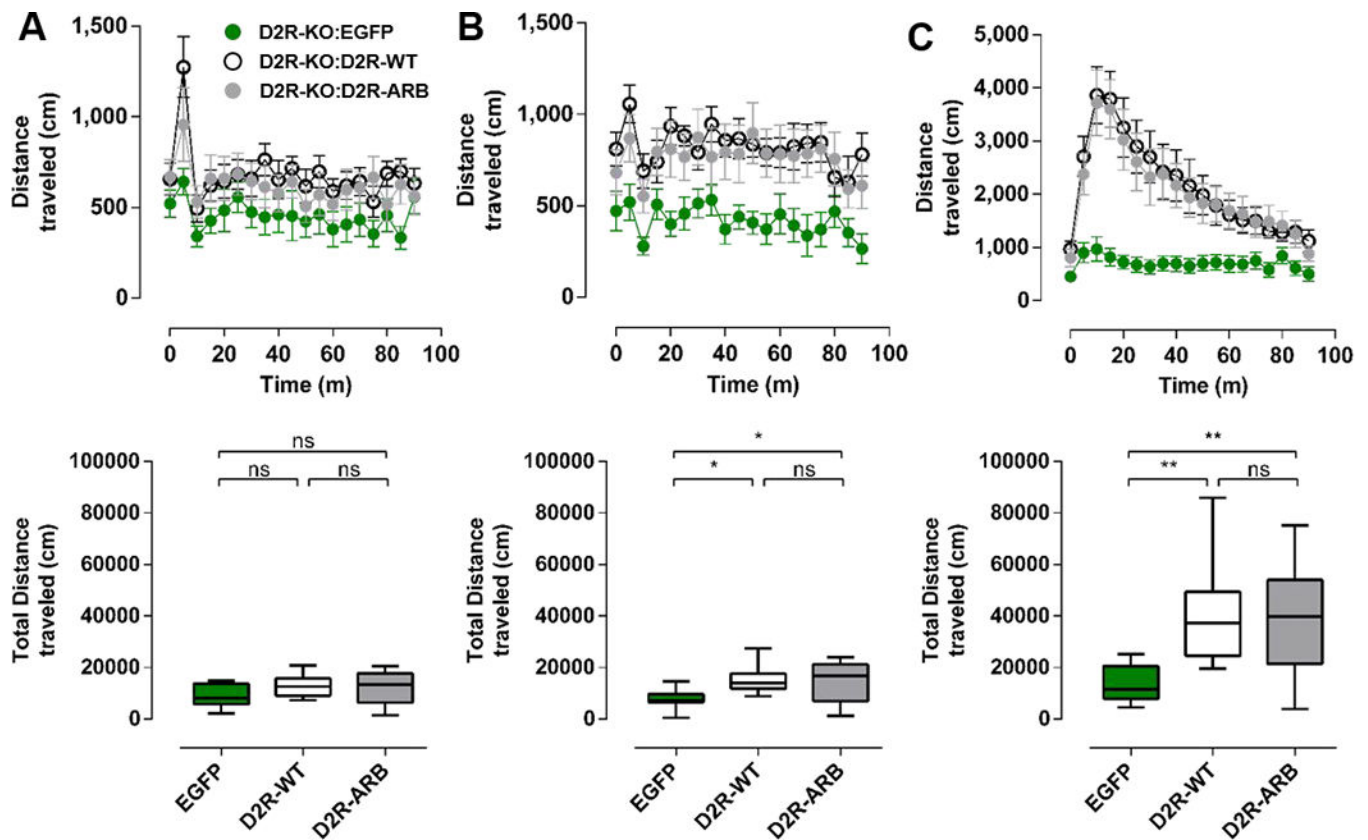 A
1,500
1,000
500
0
Distance
traveled (cm)
D2R-KO:EGFP
D2R-KO:D2R-WT
D2R-KO:D2R-ARB
0 20 40 60 80 100
Time (m)
B
1,500
1,000
500
0
Distance
traveled (cm)
0 20 40 60 80 100
Time (m)
C
5,000
4,000
3,000
2,000
1,000
0
Distance
traveled (cm)
0 20 40 60 80 100
Time (m)
ns
ns ns
100000
80000
60000
40000
20000
0
Total Distance
traveled (cm)
EGFP
D2R-WT
D2R-ARB
*
* ns
100000
80000
60000
40000
20000
0
Total Distance
traveled (cm)
EGFP
D2R-WT
D2R-ARB
**
** ns
100000
80000
60000
40000
20000
0
Total Distance
traveled (cm)
EGFP
D2R-WT
D2R-ARB